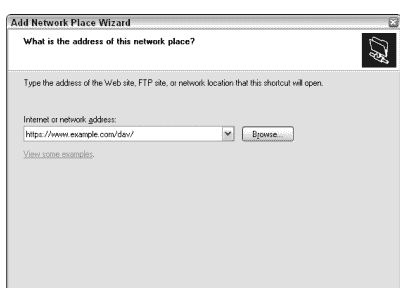 Add Network Place Wizard
What is the address of this network place?
Type the address of the Web site, FTP site, or network location that this shortcut will open.
Internet or network address:
https://www.example.com/dav/
Browse...
View some examples.